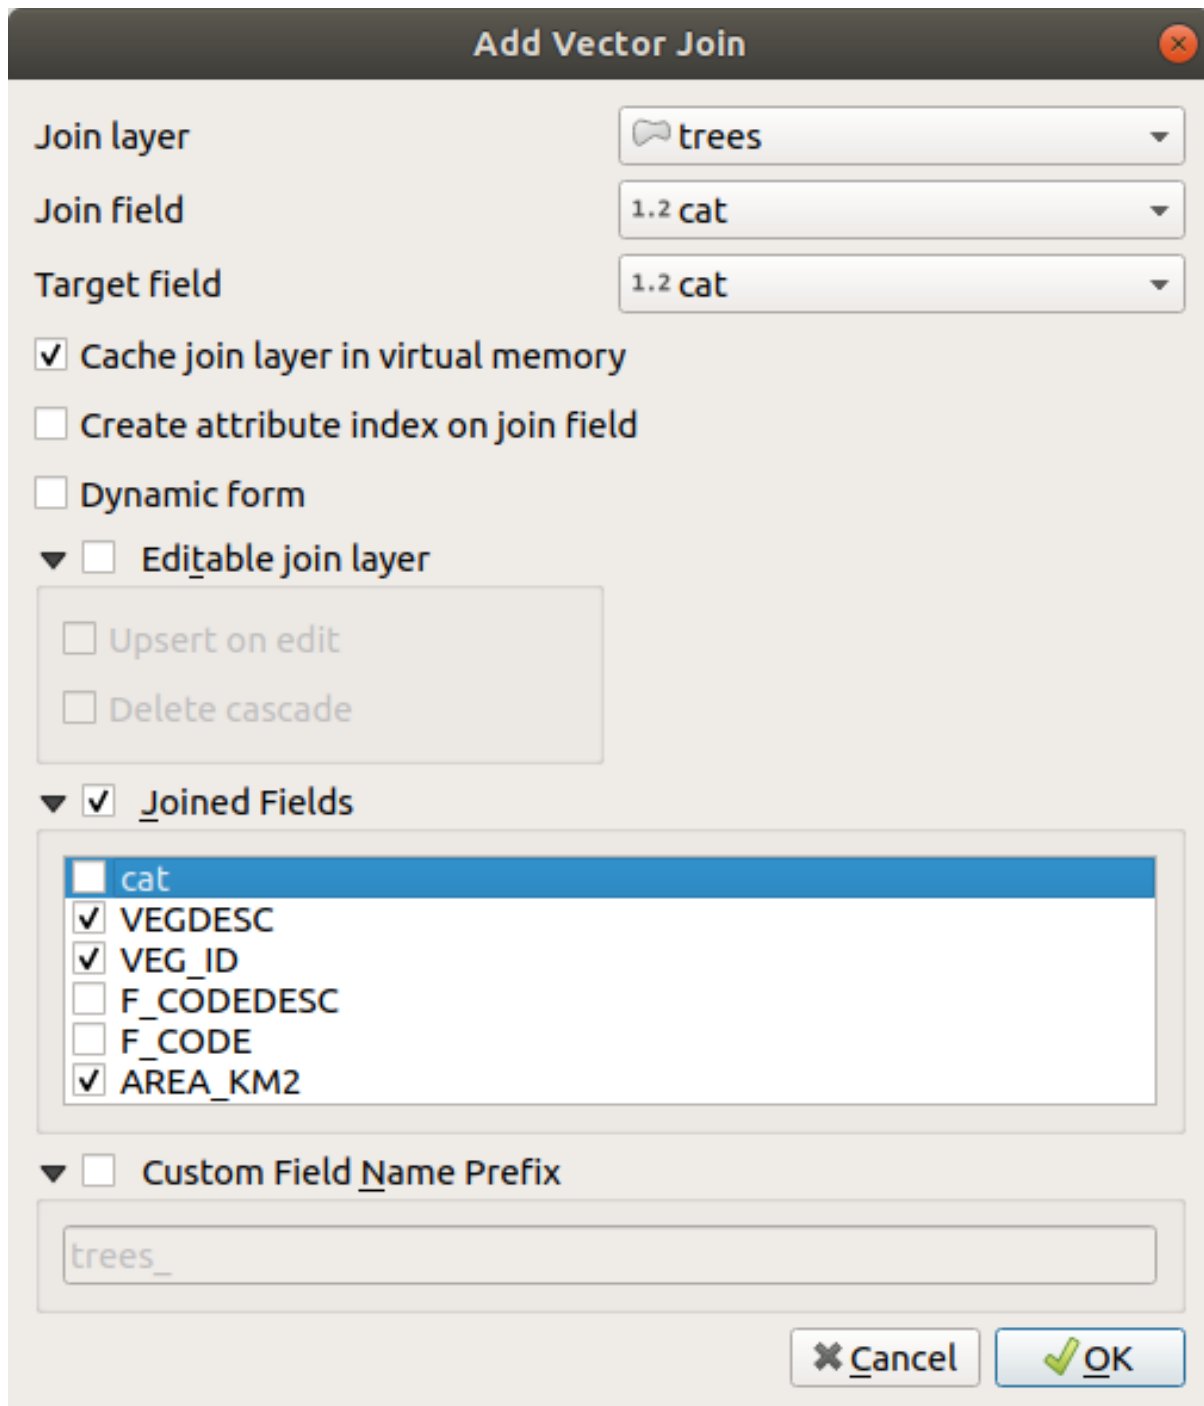 Add Vector Join
Join layer trees
Join field 1.2 cat
Target field 1.2 cat
Cache join layer in virtual memory
Create attribute index on join field
Dynamic form
Editable join layer
Upsert on edit
Delete cascade
Joined Fields
cat
VEGDESC
VEG_ID
F_CODEDESC
F_CODE
AREA_KM2
Custom Field Name Prefix
trees_
Cancel OK